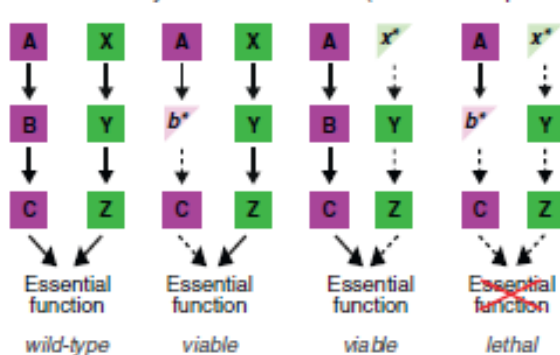 A X A X A x* A x*
B Y b* Y B Y b* Y
C Z C Z C Z C Z
Essential Essential Essential Essential
function function function function
wild-type viable viable lethal